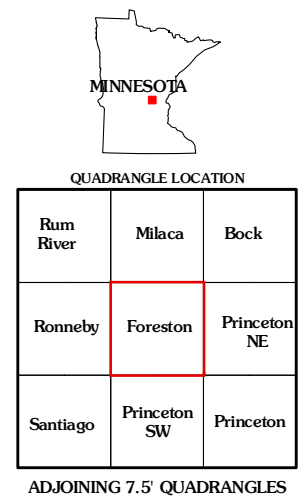 MINNESOTA
QUADRANGLE LOCATION
Rum
River
Milaca
Bock
Ronneby
Foreston
Princeton
NE
Santiago
Princeton
SW
Princeton
ADJOINING 7.5' QUADRANGLES